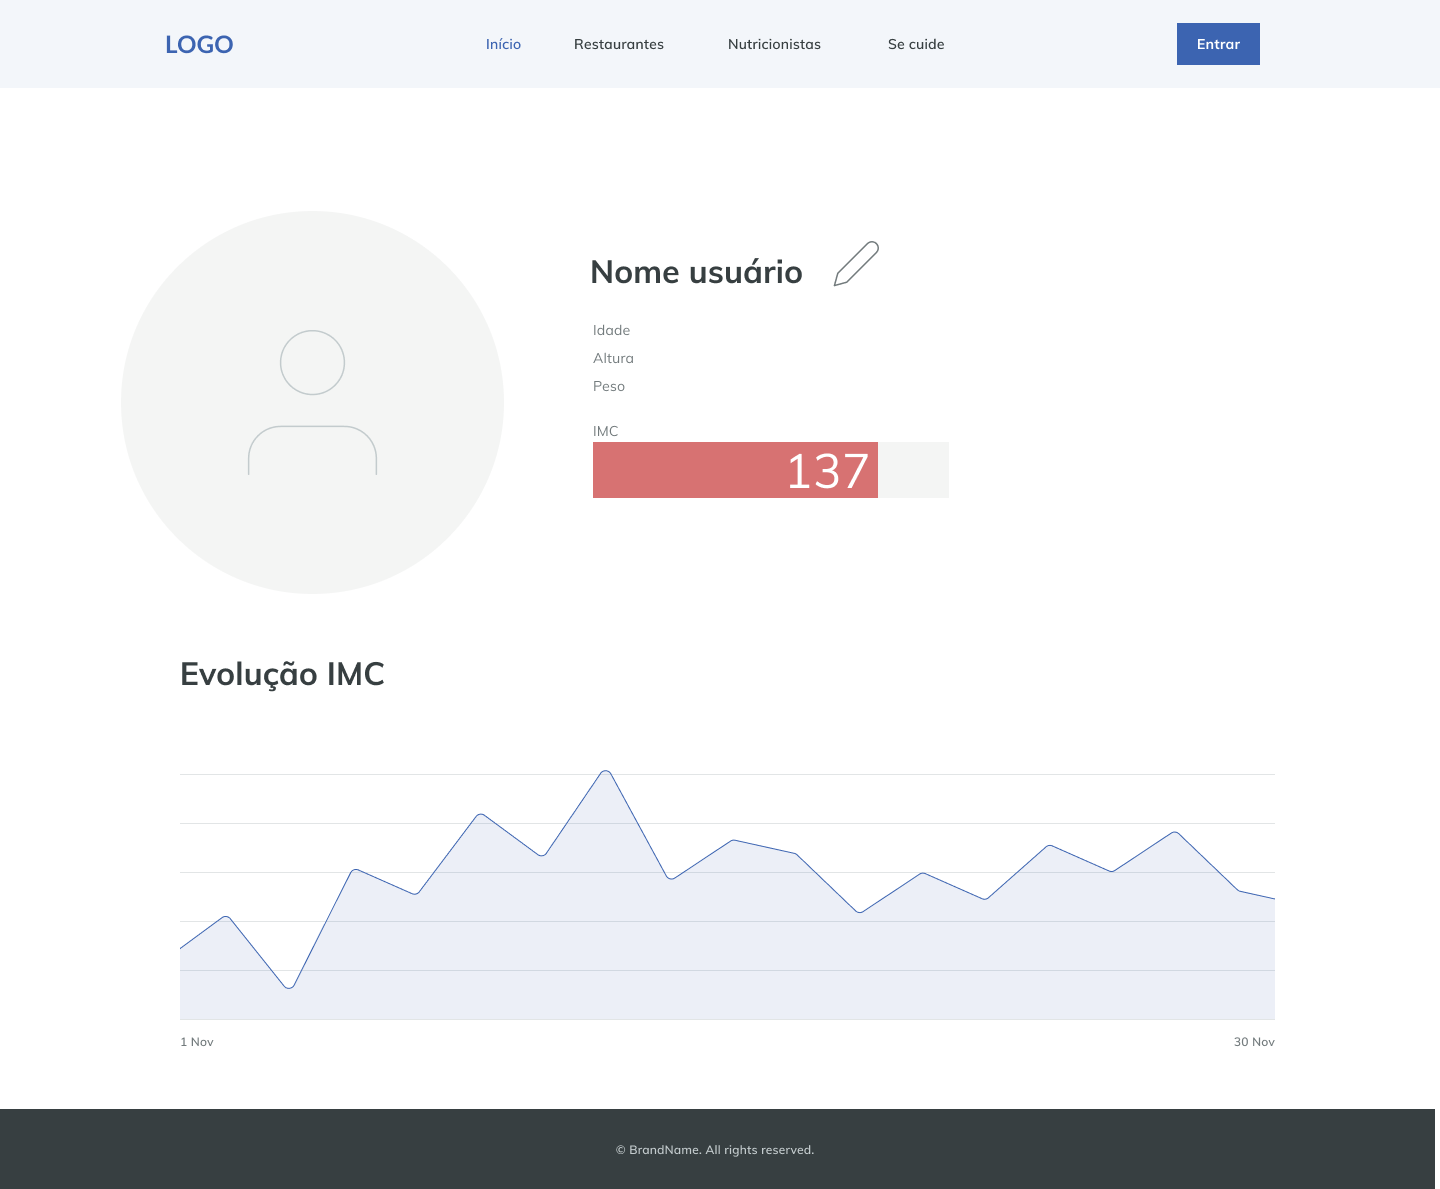 LOGO
Início
Restaurantes
Nutricionistas
Se cuide
Entrar
Nome usuário
Idade
Altura
Peso
IMC
137
Evolução IMC
1 Nov
30 Nov
© BrandName. All rights reserved.